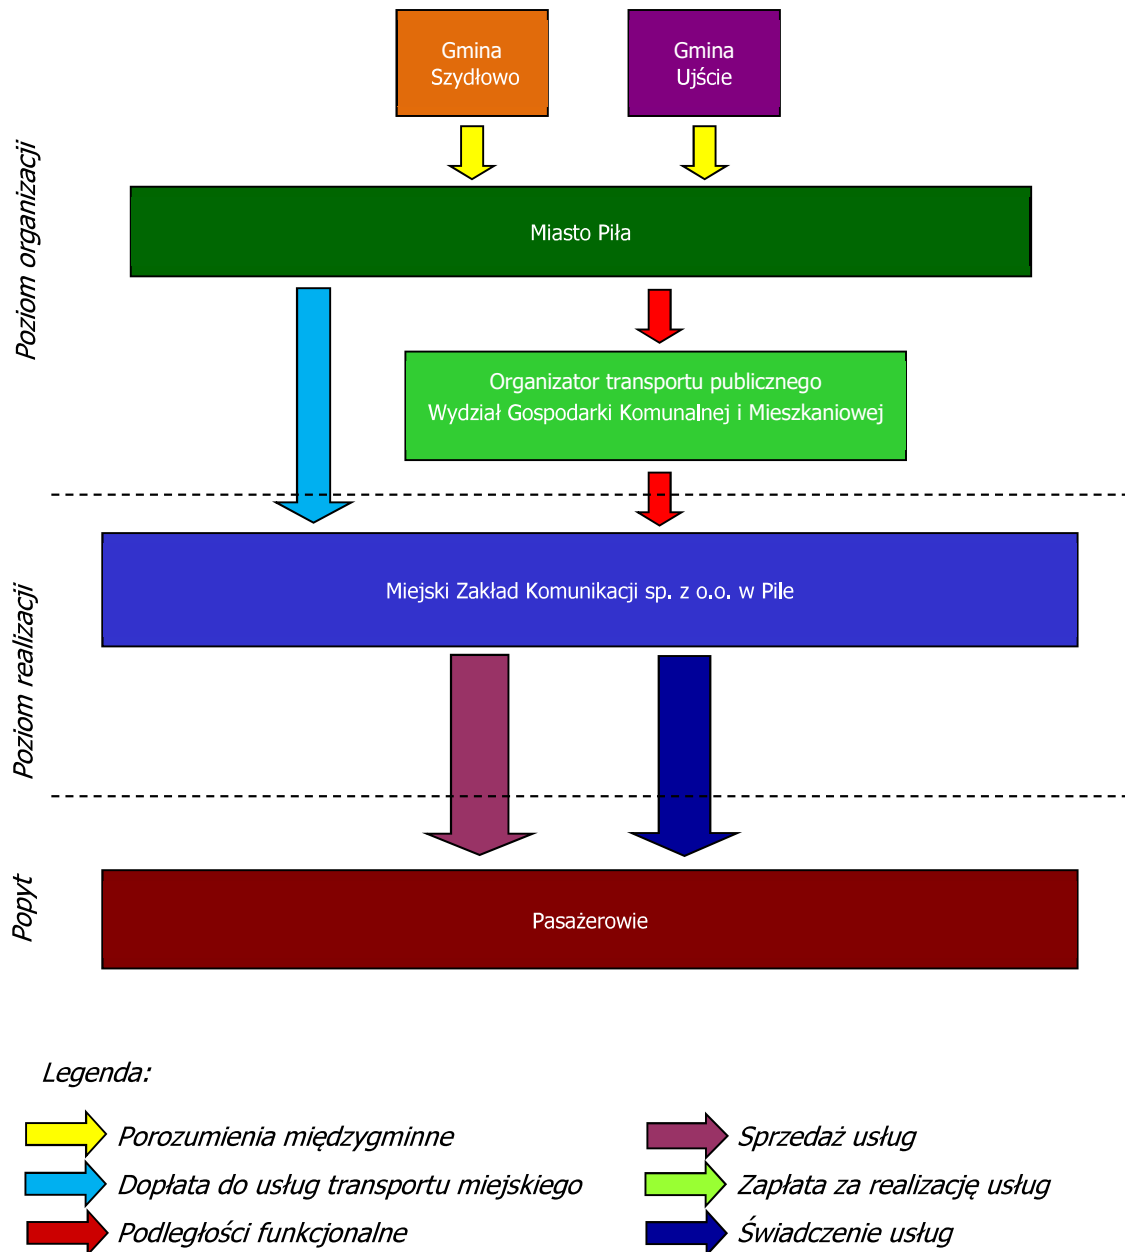 Gmina
Szydłowo
Gmina
Ujście
Poziom organizacji
Miasto Piła
Organizator transportu publicznego
Wydział Gospodarki Komunalnej i Mieszkaniowej
Poziom realizacji
Miejski Zakład Komunikacji sp. z o.o. w Pile
Popyt
Pasażerowie
Legenda:
Porozumienia międzygminne
Dopłata do usług transportu miejskiego
Podległości funkcjonalne
Sprzedaż usług
Zapłata za realizację usług
Świadczenie usług